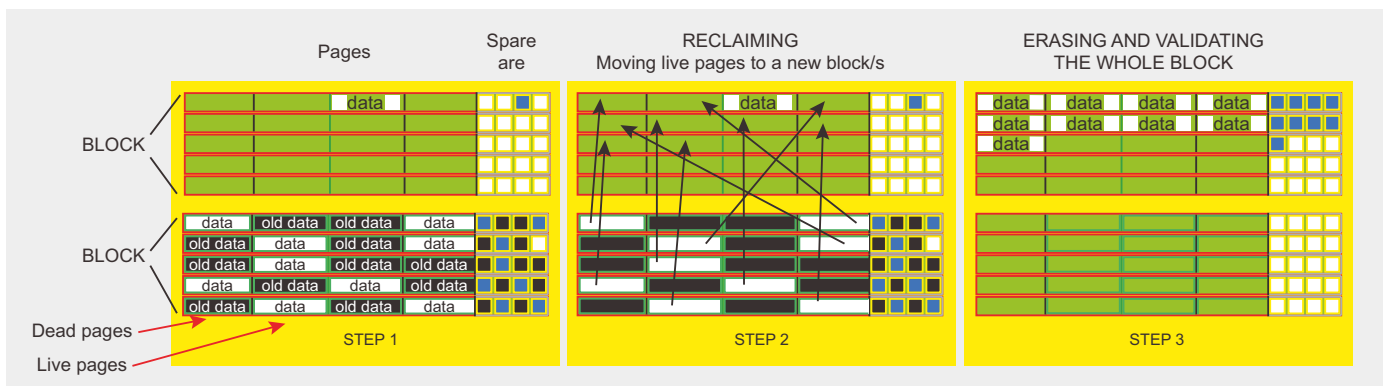 Pages
Spare
are
RECLAIMING
Moving live pages to a new block/s
ERASING AND VALIDATING
THE WHOLE BLOCK
BLOCK
data
data
data data data data
data data data data
data
BLOCK
data old data old data data
old data data old data data
old data data old data old data
data old data data old data
old data data old data data
Dead pages
Live pages
STEP 1
STEP 2
STEP 3